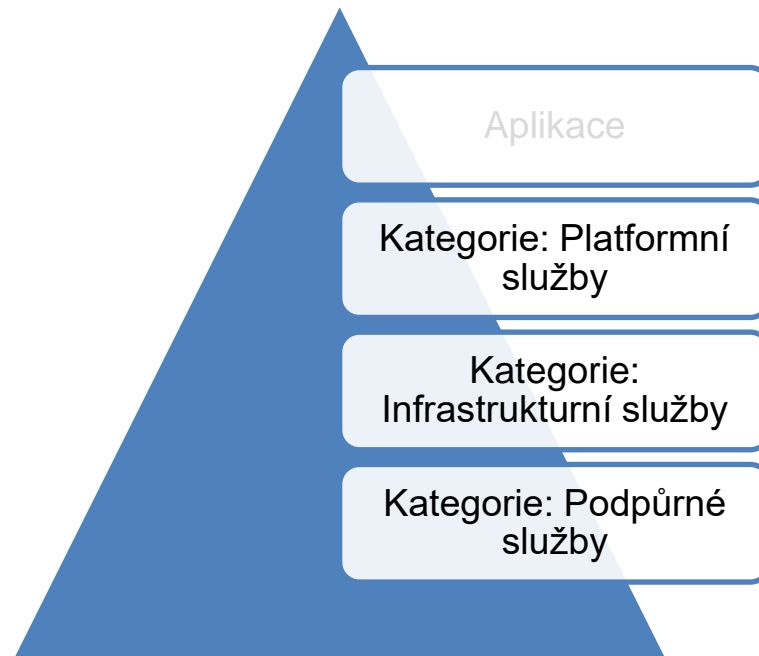 Aplikace
Kategorie: Platformní
služby
Kategorie:
Infrastrukturní služby
Kategorie: Podpůrné
služby